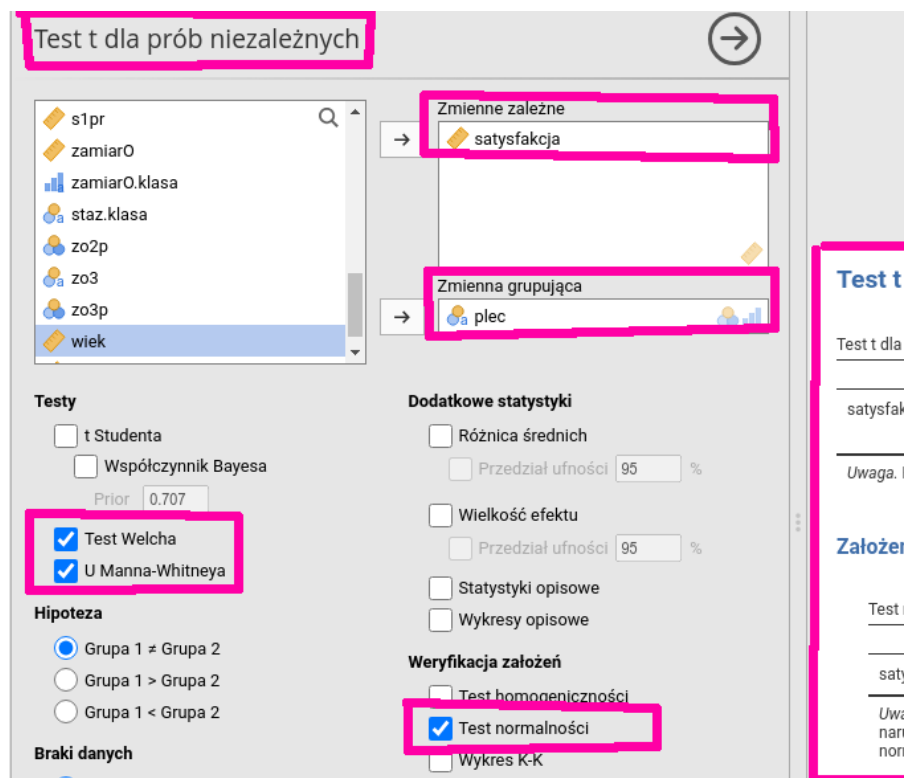 Test t dla prób niezależnych
s1pr
zamiarO
zamiarO.klasa
staz.klasa
zo2p
zo3
zo3p
wiek
Zmienne zależne
satysfakcja
Zmienna grupująca
plec
Testy
t Studenta
Współczynnik Bayesa
Prior 0.707
Test Welcha
U Manna-Whitneya
Hipoteza
Grupa 1 ≠ Grupa 2
Grupa 1 > Grupa 2
Grupa 1 < Grupa 2
Braki danych
Dodatkowe statystyki
Różnica średnich
Przedział ufności 95 %
Wielkość efektu
Przedział ufności 95 %
Statystyki opisowe
Wykresy opisowe
Weryfikacja założeń
Test homogeniczności
Test normalności
Wykres K-K
Test t
Test t dla
satysfak
Uwaga.
Założe
Test
saty
Uwa
naru
nor